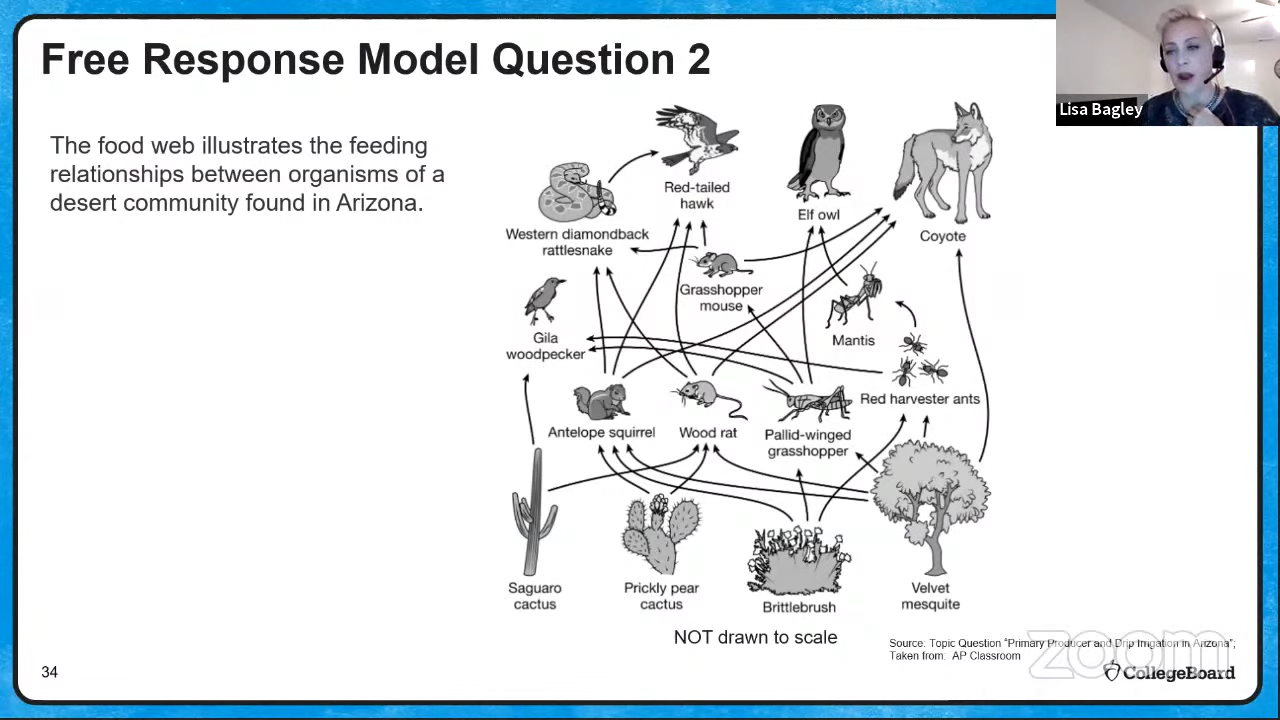 Free Response Model Question 2
Lisa Bagley
The food web illustrates the feeding
relationships between organisms of a
desert community found in Arizona.
Red-tailed
hawk
Elf owl
Coyote
Western diamondback
rattlesnake
Grasshopper
mouse
Gila
woodpecker
Mantis
Red harvester ants
Antelope squirrel
Wood rat
Pallid-winged
grasshopper
Saguaro
cactus
Prickly pear
cactus
Brittlebrush
Velvet
mesquite
NOT drawn to scale
Source: Topic Question “Primary Producer and Drip Irrigation in Arizona”;
Taken from: AP Classroom
zoom
34
CollegeBoard